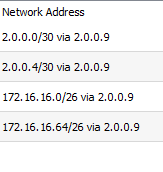 Network Address
2.0.0.0/30 via 2.0.0.9
2.0.0.4/30 via 2.0.0.9
172.16.16.0/26 via 2.0.0.9
172.16.16.64/26 via 2.0.0.9